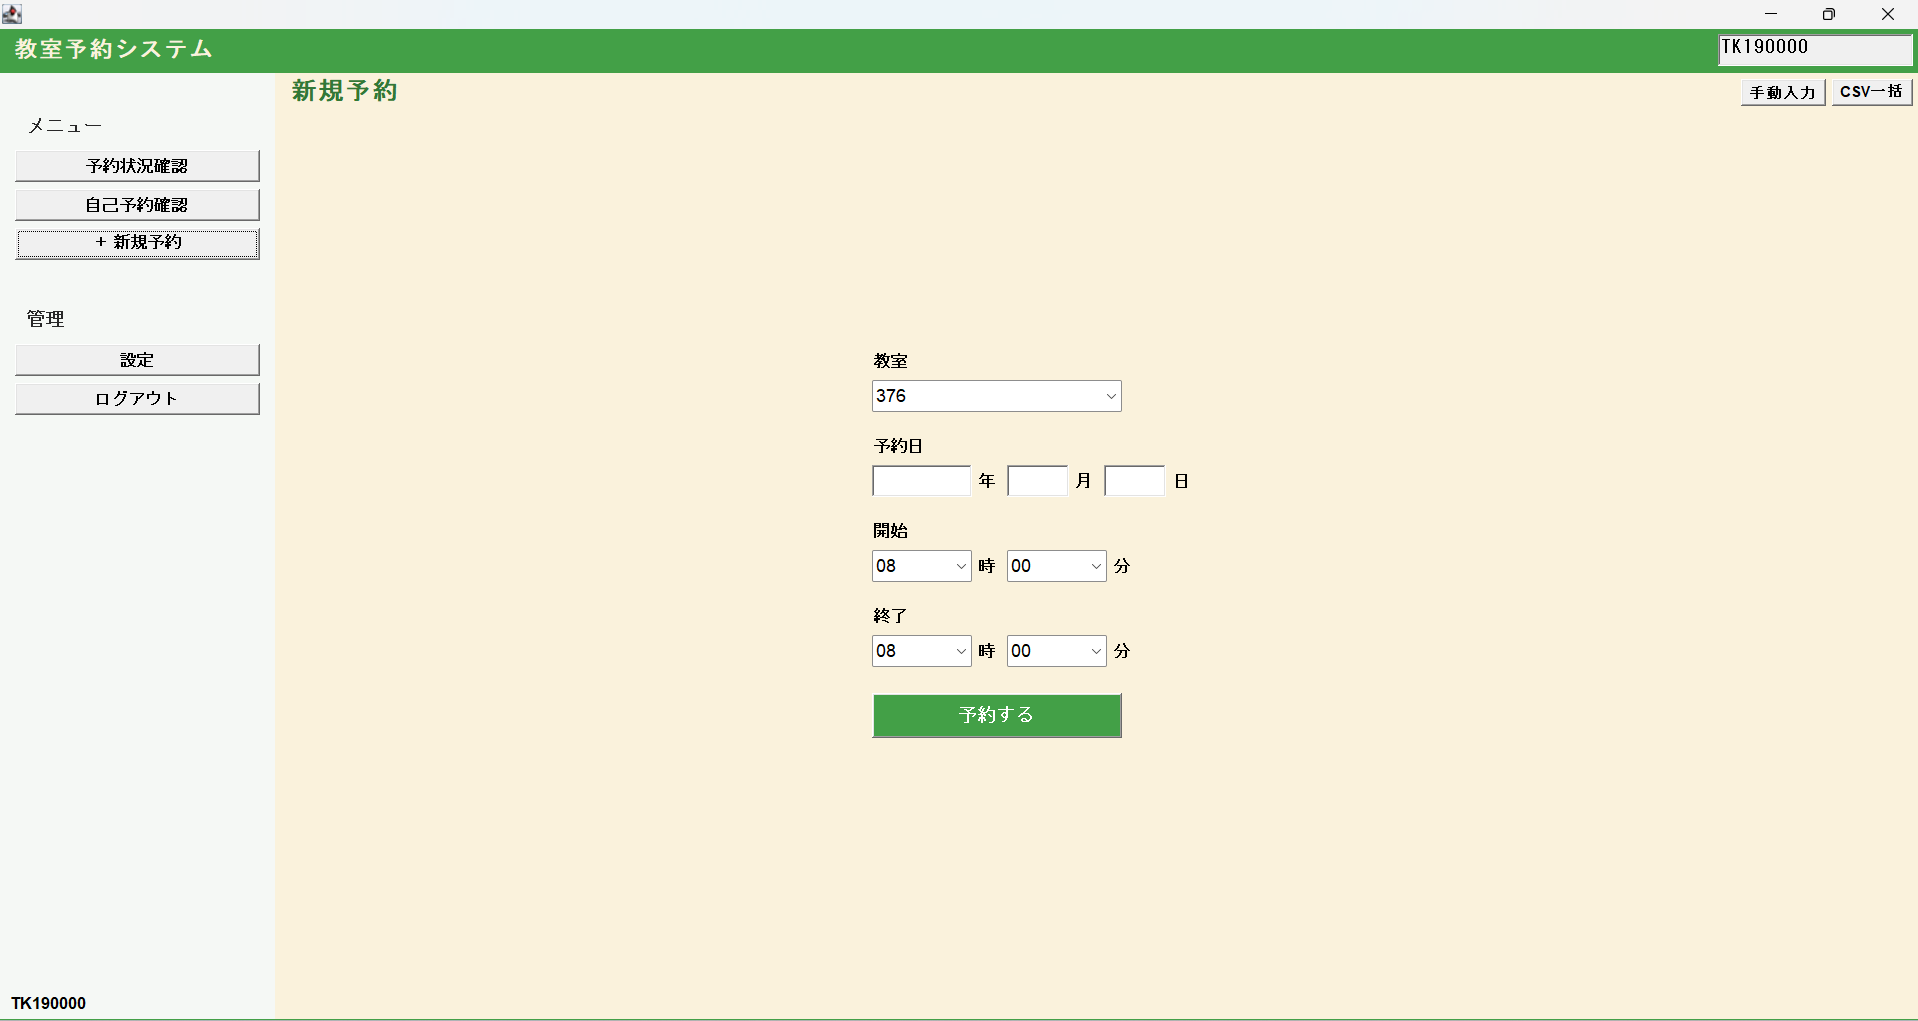 教室予約システム
TK190000
新規予約
手動入力
CSV一括
メニュー
予約状況確認
自己予約確認
+ 新規予約
管理
設定
ログアウト
教室
376
予約日
年 月 日
開始
08 時 00 分
終了
08 時 00 分
予約する
TK190000